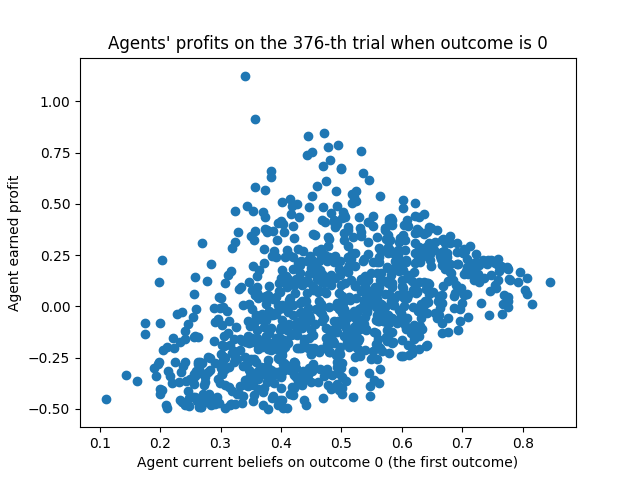 Agents' profits on the 376-th trial when outcome is 0
1.00
0.75
0.50
0.25
0.00
−0.25
−0.50
Agent earned profit
0.1 0.2 0.3 0.4 0.5 0.6 0.7 0.8
Agent current beliefs on outcome 0 (the first outcome)